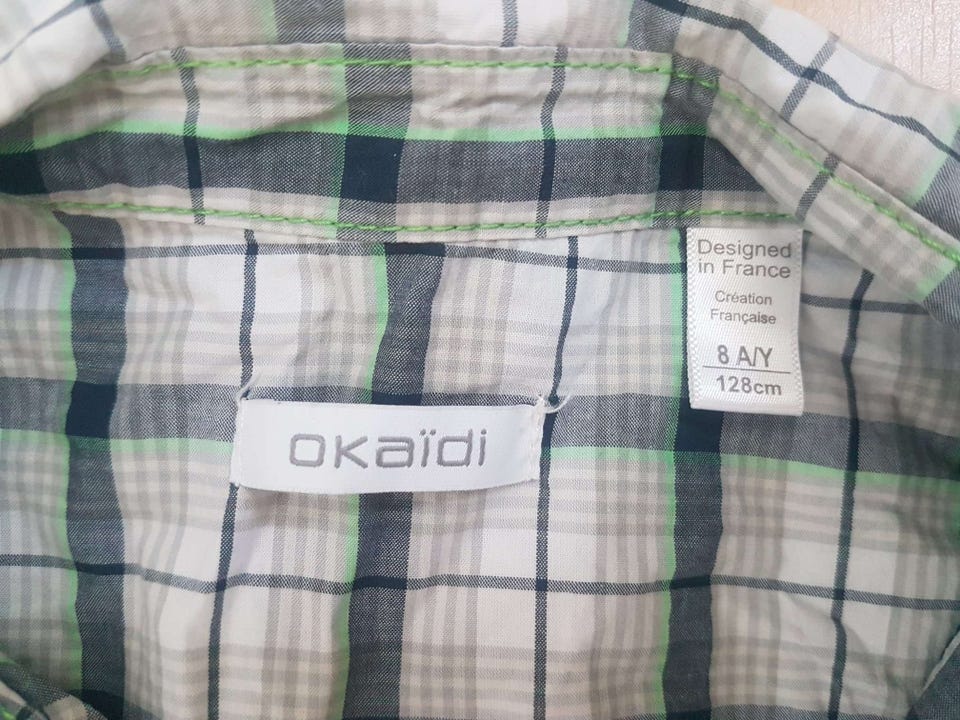 Designed
in France
Création
Française
8 A/Y
128cm
okaïdi